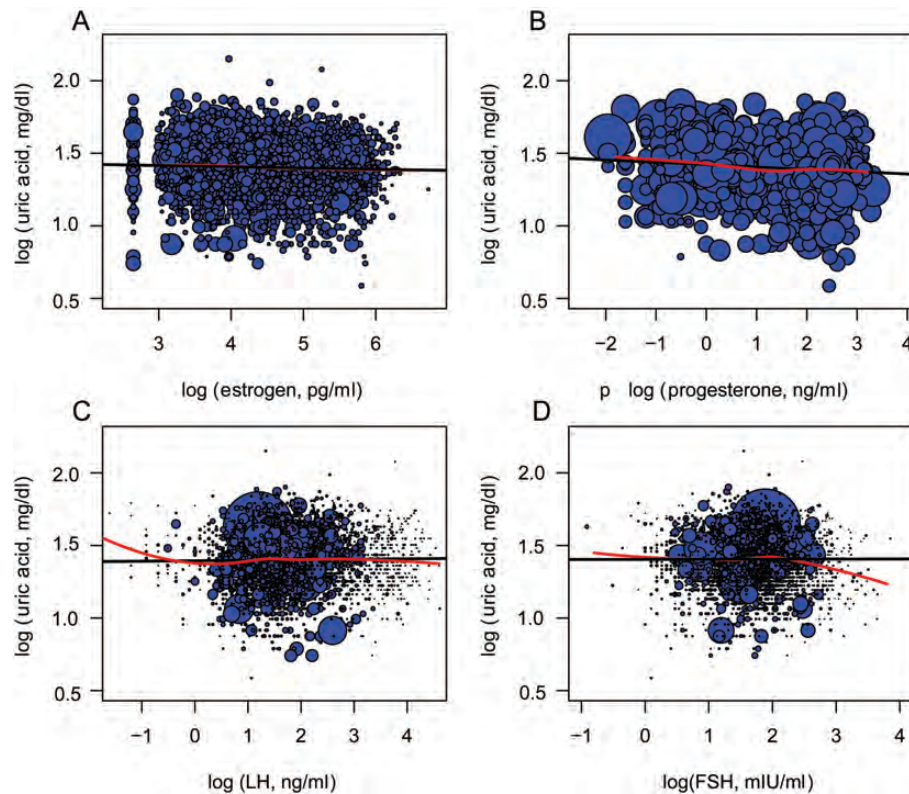 A
B
log (uric acid, mg/dl)
2.0
1.5
1.0
0.5
3 4 5 6
log (estrogen, pg/ml)
log (uric acid, mg/dl)
2.0
1.5
1.0
0.5
−2 −1 0 1 2 3 4
p log (progesterone, ng/ml)
C
D
log (uric acid, mg/dl)
2.0
1.5
1.0
0.5
−1 0 1 2 3 4
log (LH, ng/ml)
log (uric acid, mg/dl)
2.0
1.5
1.0
0.5
−1 0 1 2 3 4
log(FSH, mIU/ml)